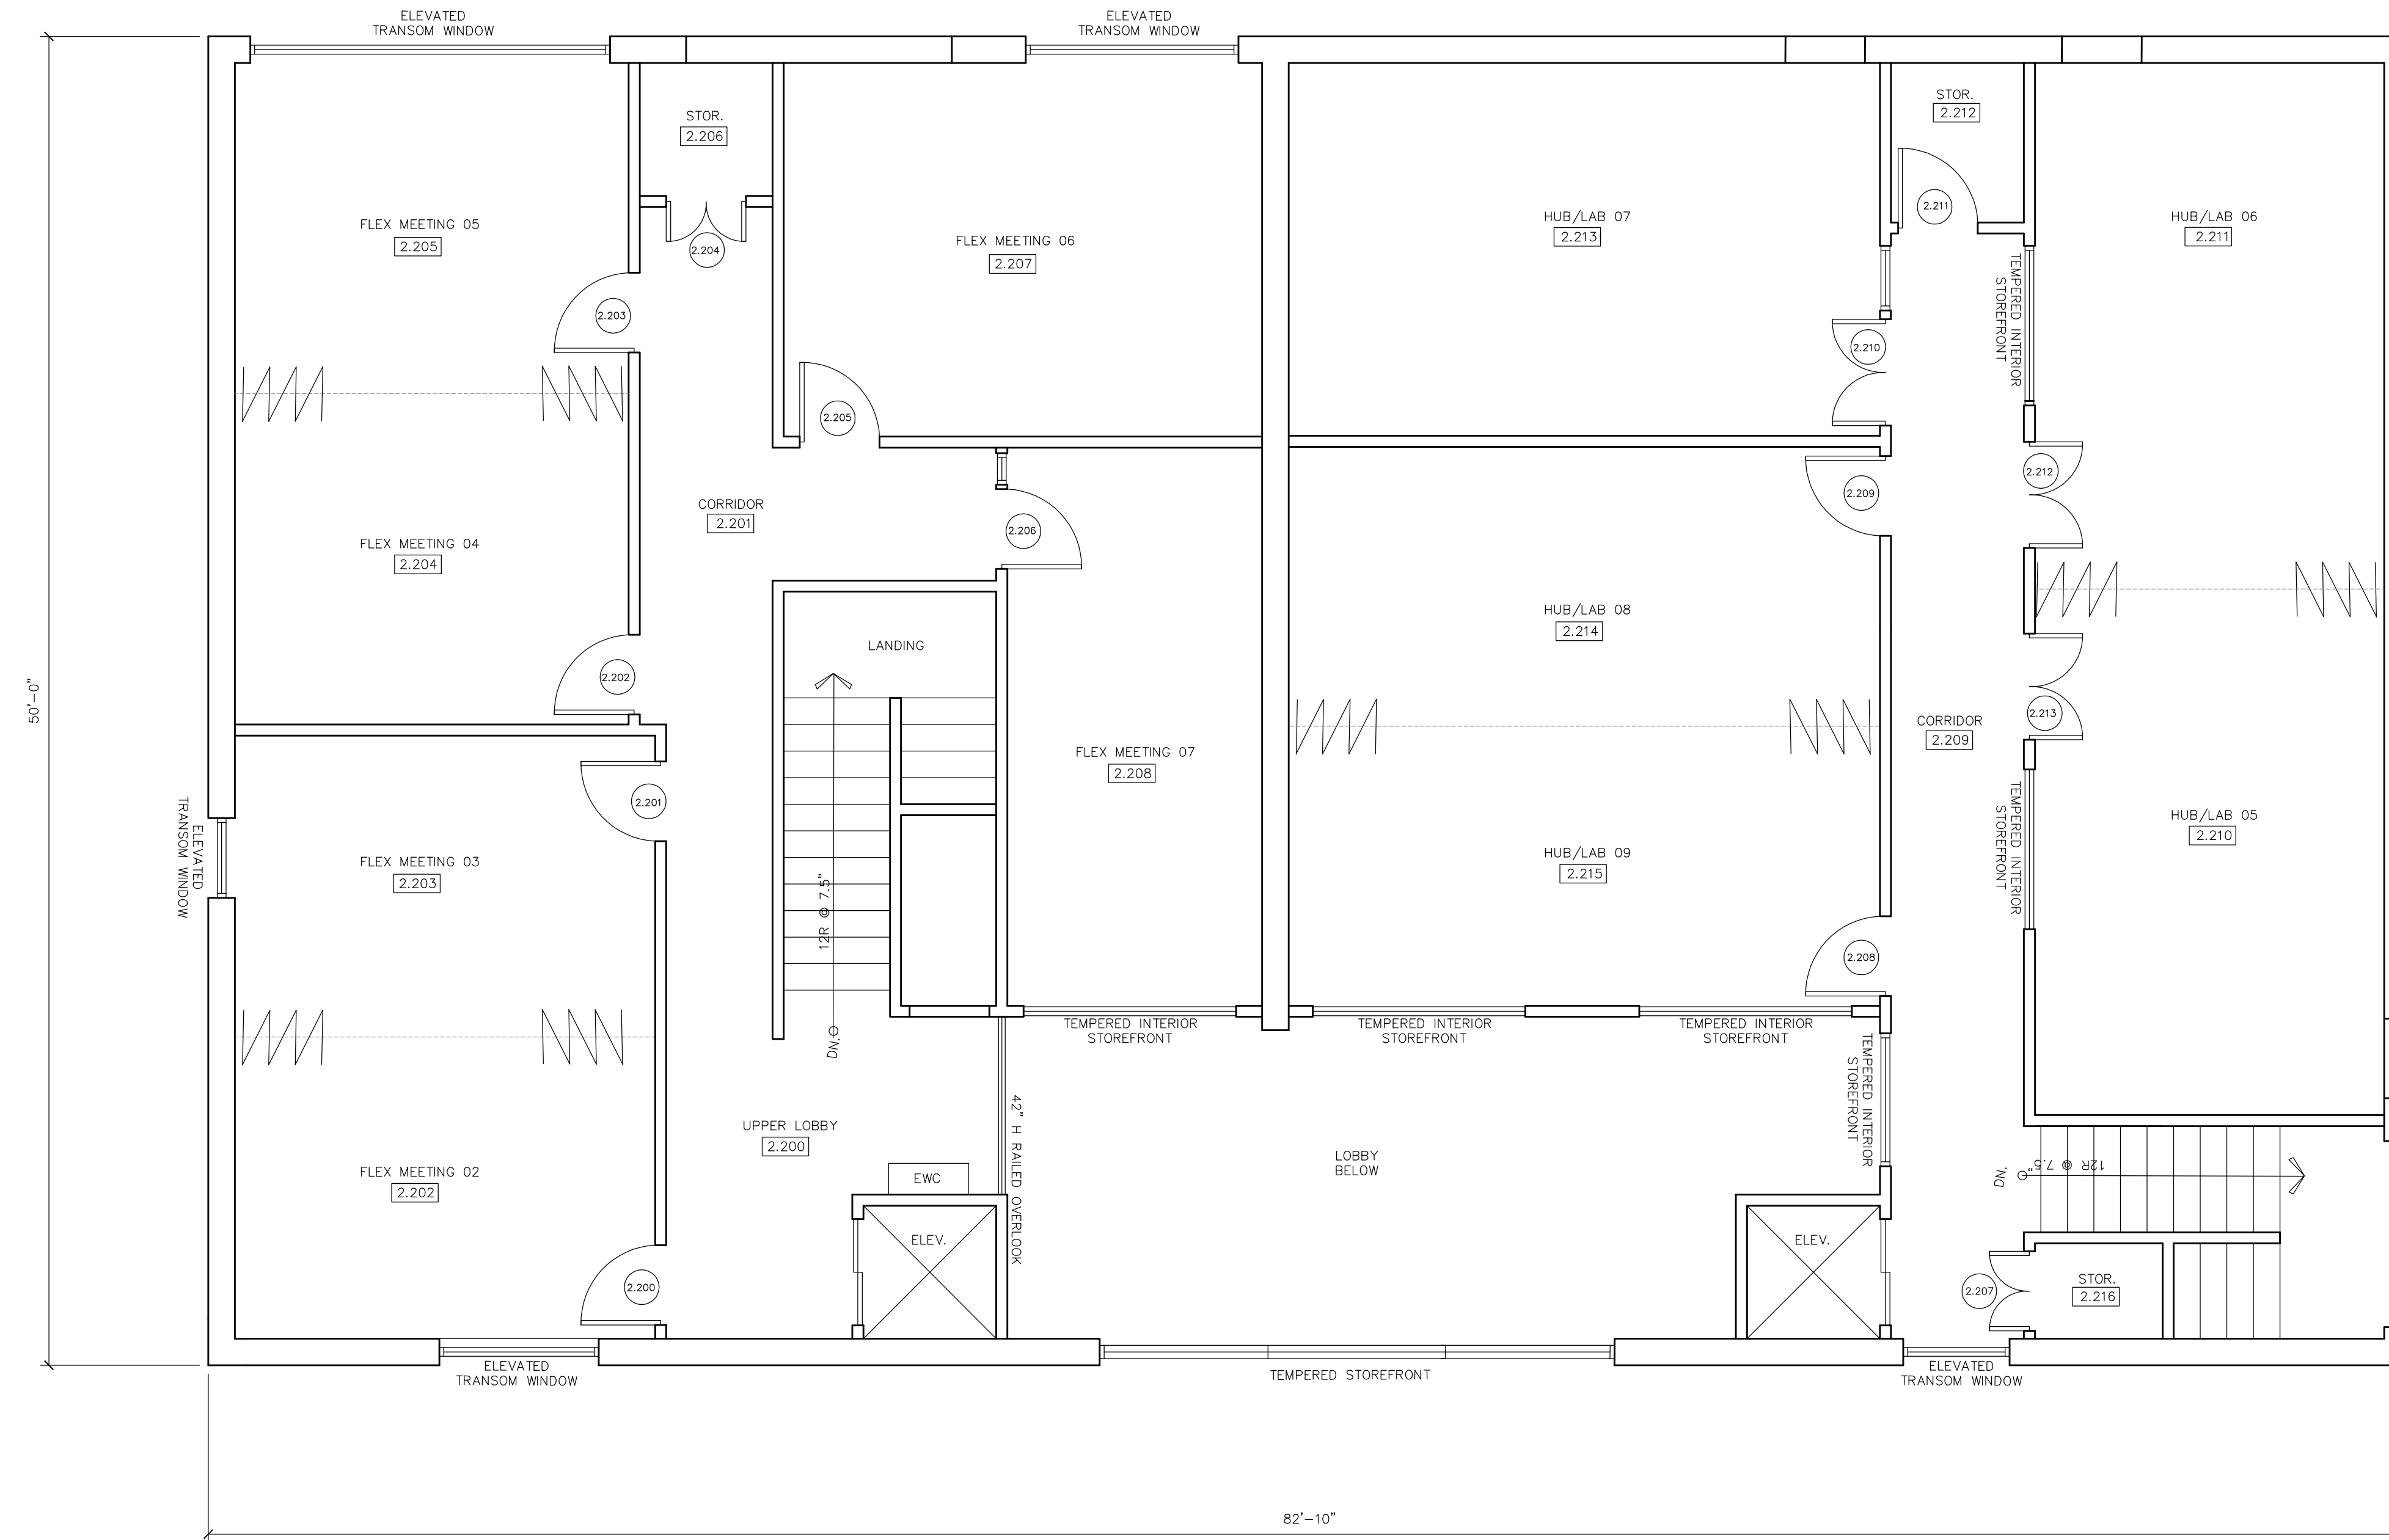 ELEVATED
TRANSOM WINDOW
ELEVATED
TRANSOM WINDOW
STOR.
2.206
STOR.
2.212
FLEX MEETING 05
2.205
2.204
FLEX MEETING 06
2.207
HUB/LAB 07
2.213
2.211
HUB/LAB 06
2.211
2.203
TEMPERED INTERIOR
STOREFRONT
2.210
2.205
2.212
2.209
CORRIDOR
2.201
2.206
FLEX MEETING 04
2.204
HUB/LAB 08
2.214
LANDING
2.202
50'-0"
2.213
CORRIDOR
2.209
FLEX MEETING 07
2.208
2.201
ELEVATED
TRANSOM WINDOW
FLEX MEETING 03
2.203
12R @ 7.5"
HUB/LAB 09
2.215
TEMPERED INTERIOR
STOREFRONT
HUB/LAB 05
2.210
2.208
DN.
TEMPERED INTERIOR
STOREFRONT
TEMPERED INTERIOR
STOREFRONT
TEMPERED INTERIOR
STOREFRONT
TEMPERED INTERIOR
STOREFRONT
UPPER LOBBY
2.200
42" H RAILED OVERLOOK
LOBBY
BELOW
FLEX MEETING 02
2.202
EWC
DN.
12R @ 7.5"
ELEV.
ELEV.
2.200
2.207
STOR.
2.216
ELEVATED
TRANSOM WINDOW
TEMPERED STOREFRONT
ELEVATED
TRANSOM WINDOW
82'-10"